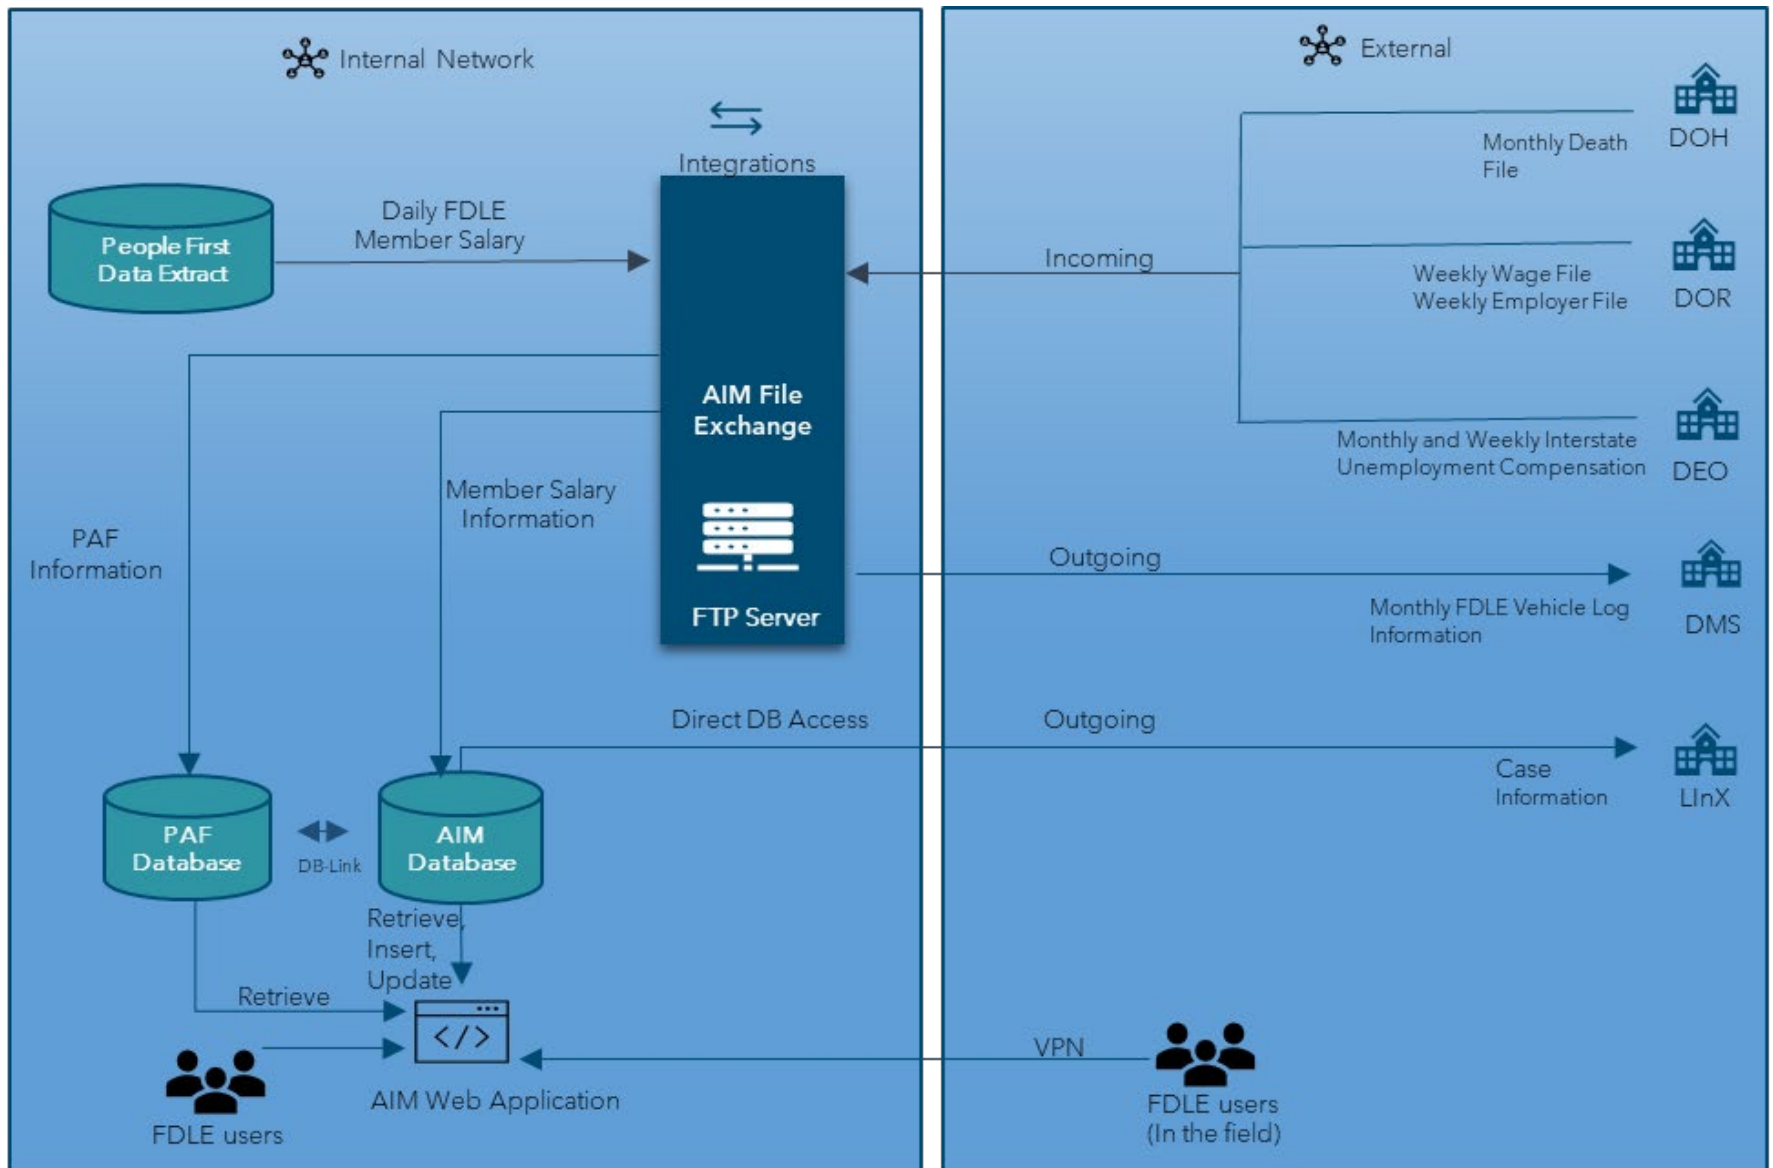 Internal Network
Integrations
People First
Data Extract
Daily FDLE
Member Salary
AIM File
Exchange
FTP Server
PAF
Information
Member Salary
Information
Direct DB Access
PAF
Database
DB-Link
AIM
Database
Retrieve,
Insert,
Update
Retrieve
</>
AIM Web Application
FDLE users
External
Incoming
Monthly Death
File
DOH
Weekly Wage File
Weekly Employer File
DOR
Monthly and Weekly Interstate
Unemployment Compensation
DEO
Outgoing
Monthly FDLE Vehicle Log
Information
DMS
Outgoing
Case
Information
LInX
VPN
FDLE users
(In the field)